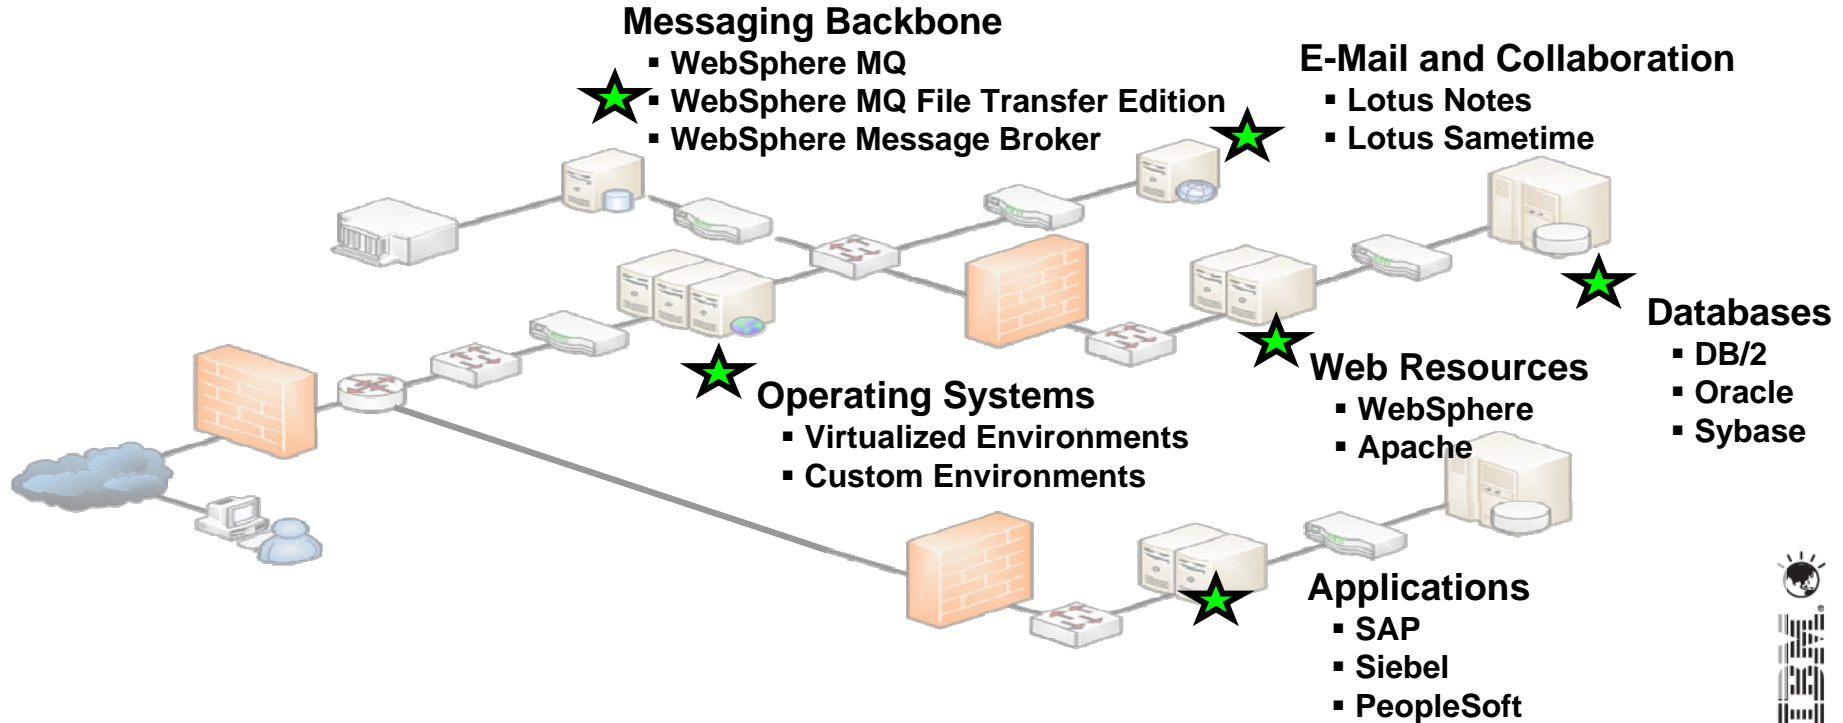 Messaging Backbone
▪ WebSphere MQ
▪ WebSphere MQ File Transfer Edition
▪ WebSphere Message Broker
E-Mail and Collaboration
▪ Lotus Notes
▪ Lotus Sametime
Databases
▪ DB/2
▪ Oracle
▪ Sybase
Web Resources
▪ WebSphere
▪ Apache
Operating Systems
▪ Virtualized Environments
▪ Custom Environments
Applications
▪ SAP
▪ Siebel
▪ PeopleSoft
IBM®